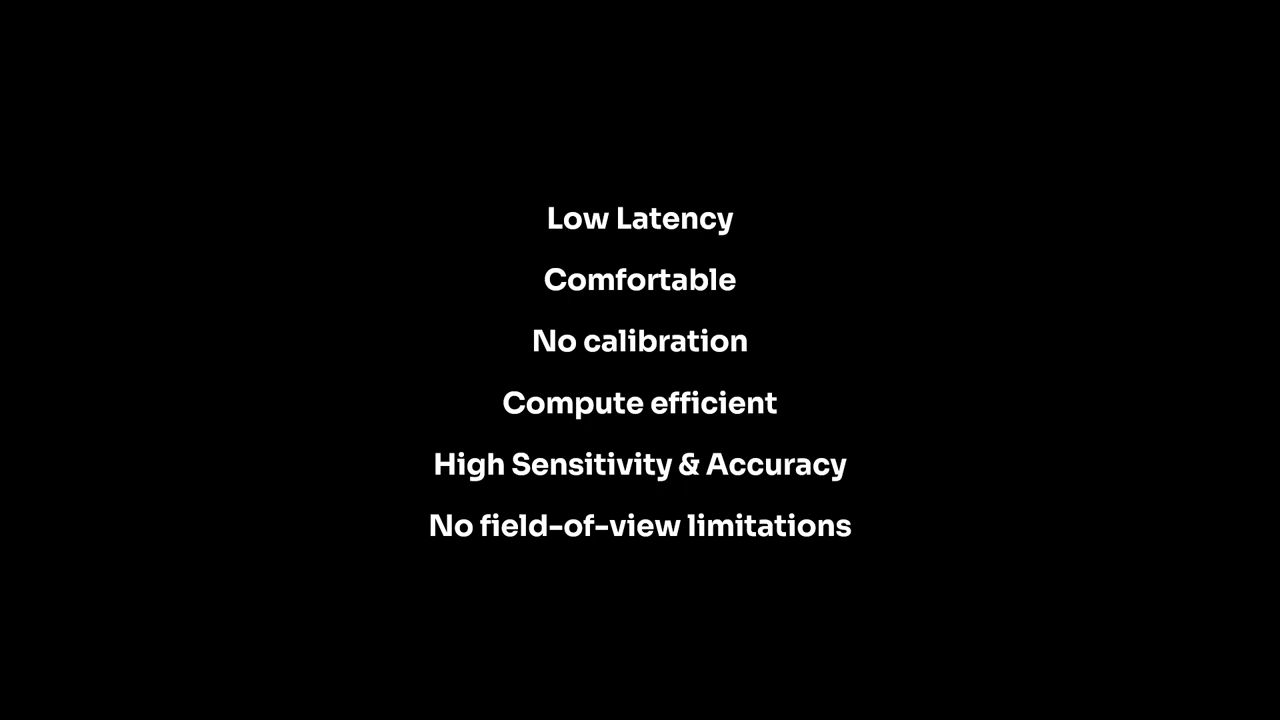 Low Latency
Comfortable
No calibration
Compute efficient
High Sensitivity & Accuracy
No field-of-view limitations